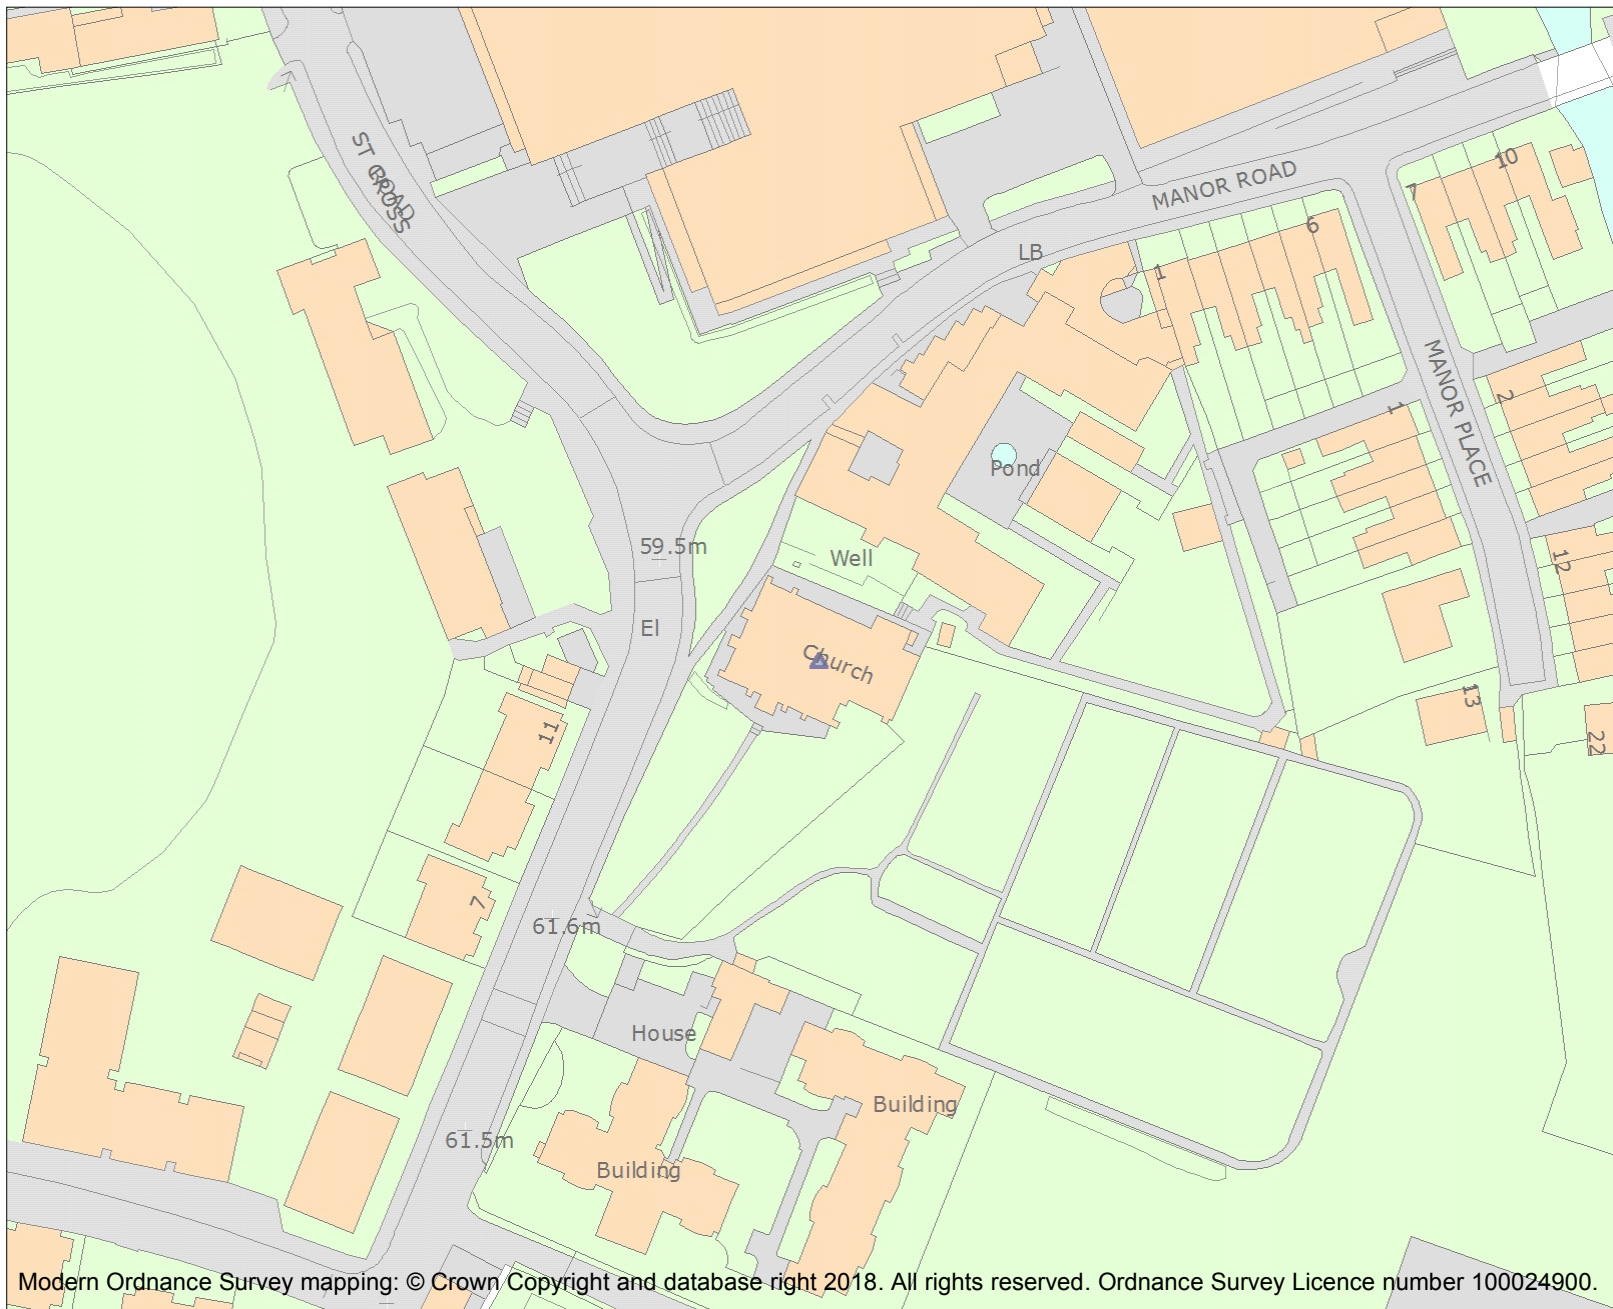 ST CROSS
ROAD
MANOR ROAD
10
7
6
LB
1
MANOR PLACE
2
1
Pond
59.5m
Well
12
El
Church
13
11
22
7
61.6m
House
Building
61.5m
Building
Modern Ordnance Survey mapping: © Crown Copyright and database right 2018. All rights reserved. Ordnance Survey Licence number 100024900.